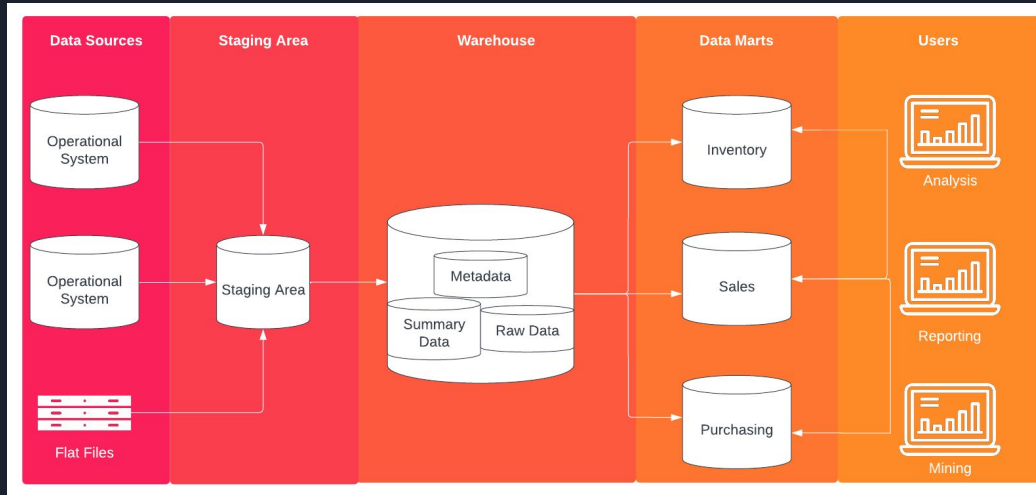 Data Sources
Staging Area
Warehouse
Data Marts
Users
Operational
System
Operational
System
Flat Files
Staging Area
Metadata
Summary
Data
Raw Data
Inventory
Sales
Purchasing
Analysis
Reporting
Mining